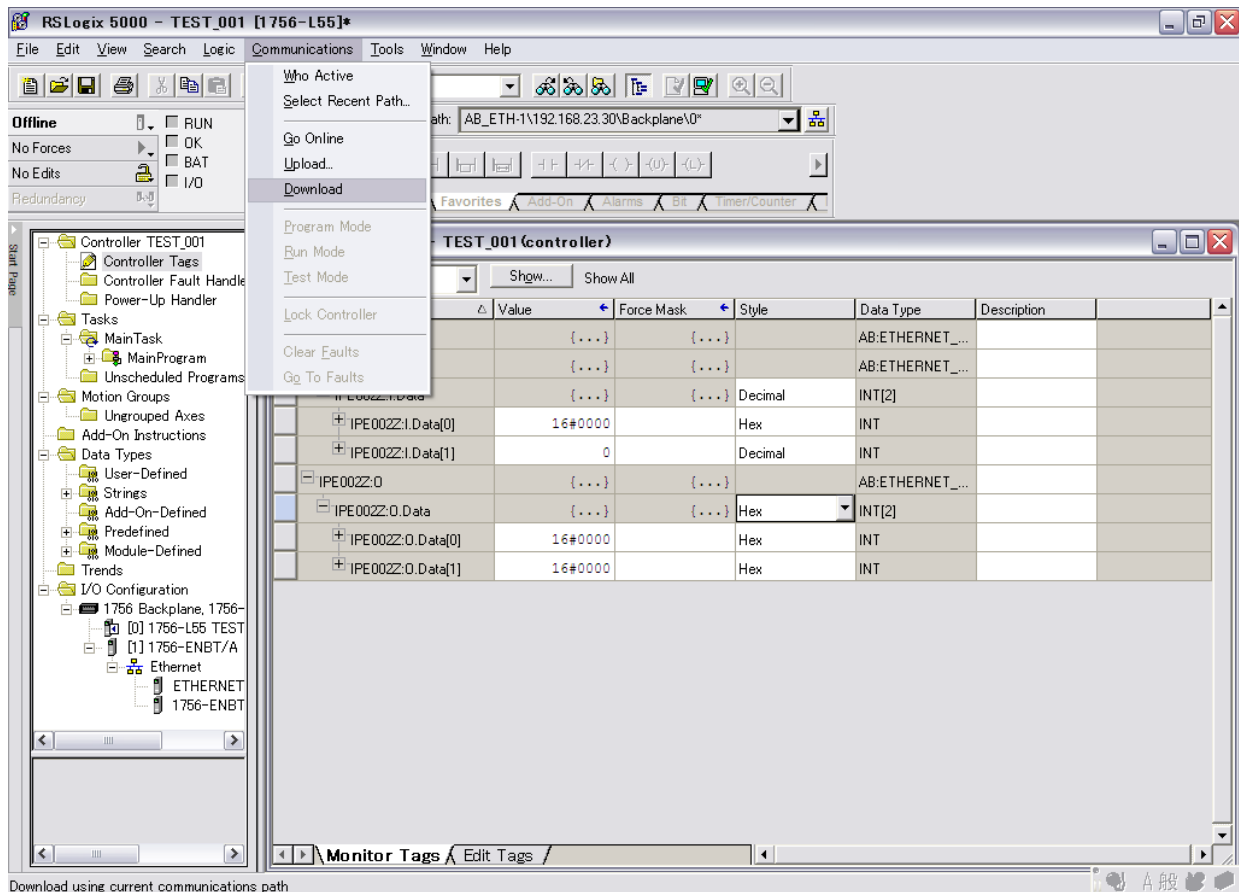 RSLogix 5000 - TEST_001 [1756-L55]*
File Edit View Search Logic Communications Tools Window Help
Who Active
Select Recent Path...
Go Online
Upload...
Download
Program Mode
Run Mode
Test Mode
Lock Controller
Clear Faults
Go To Faults
Offline RUN
No Forces OK
No Edits BAT
Redundancy I/O
ath: AB_ETH-1\192.168.23.30\Backplane\0*
Favorites Add-On Alarms Bit Timer/Counter
Start Page
Controller TEST_001
Controller Tags
Controller Fault Handle
Power-Up Handler
Tasks
MainTask
MainProgram
Unscheduled Programs
Motion Groups
Ungrouped Axes
Add-On Instructions
Data Types
User-Defined
Strings
Add-On-Defined
Predefined
Module-Defined
Trends
I/O Configuration
1756 Backplane, 1756-
[0] 1756-L55 TEST
[1] 1756-ENBT/A
Ethernet
ETHERNET
1756-ENBT
- TEST_001(controller)
Show... Show All
Value Force Mask Style Data Type Description
{...} {...} AB:ETHERNET_...
{...} {...} AB:ETHERNET_...
IPE002Z:I.Data {...} {...} Decimal INT[2]
IPE002Z:I.Data[0] 16#0000 Hex INT
IPE002Z:I.Data[1] 0 Decimal INT
IPE002Z:O {...} {...} AB:ETHERNET_...
IPE002Z:O.Data {...} {...} Hex INT[2]
IPE002Z:O.Data[0] 16#0000 Hex INT
IPE002Z:O.Data[1] 16#0000 Hex INT
Monitor Tags Edit Tags
Download using current communications path
A 般